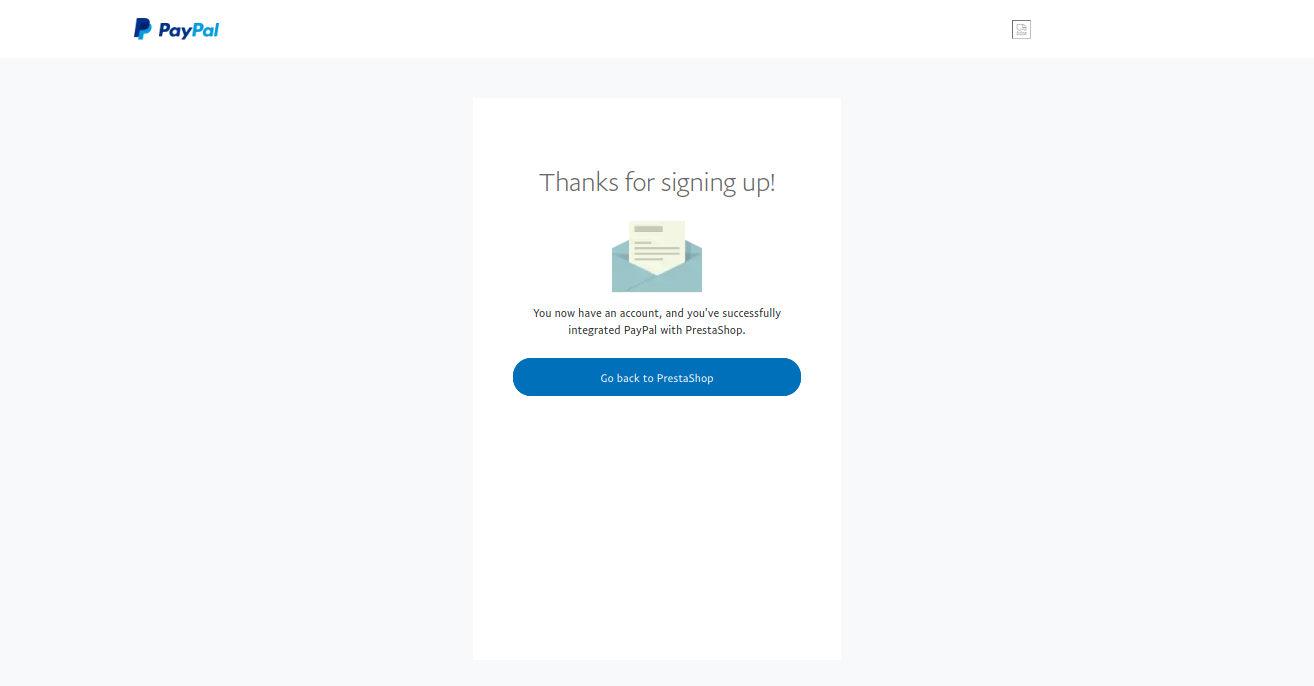 PayPal
Thanks for signing up!
You now have an account, and you've successfully
integrated PayPal with PrestaShop.
Go back to PrestaShop